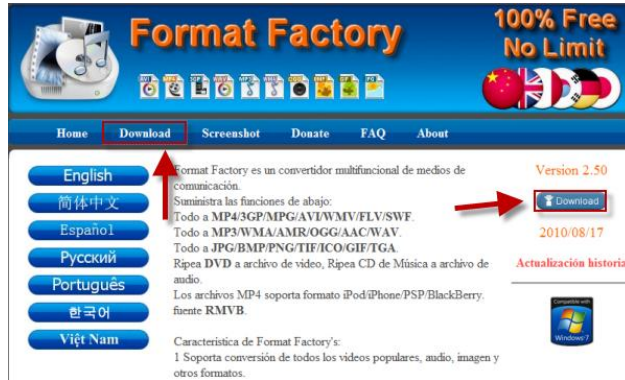 Format Factory
100% Free
No Limit
Home Download Screenshot Donate FAQ About
English
简体中文
Español
Русский
Português
한국어
Việt Nam
Format Factory es un convertidor multifuncional de medios de
comunicación.
Suministra las funciones de abajo:
Todo a MP4/3GP/MPG/AVI/WMV/FLV/SWF.
Todo a MP3/WMA/AMR/OGG/AAC/WAV.
Todo a JPG/BMP/PNG/TIF/ICO/GIF/TGA.
Ripea DVD a archivo de video, Ripea CD de Música a archivo de
audio.
Los archivos MP4 soporta formato iPod/iPhone/PSP/BlackBerry.
fuente RMVB.
Caracteristica de Format Factory's:
1 Soporta conversión de todos los videos populares, audio, imagen y
otros formatos.
Version 2.50
Download
2010/08/17
Actualización historia
Compatible with
Windows 7